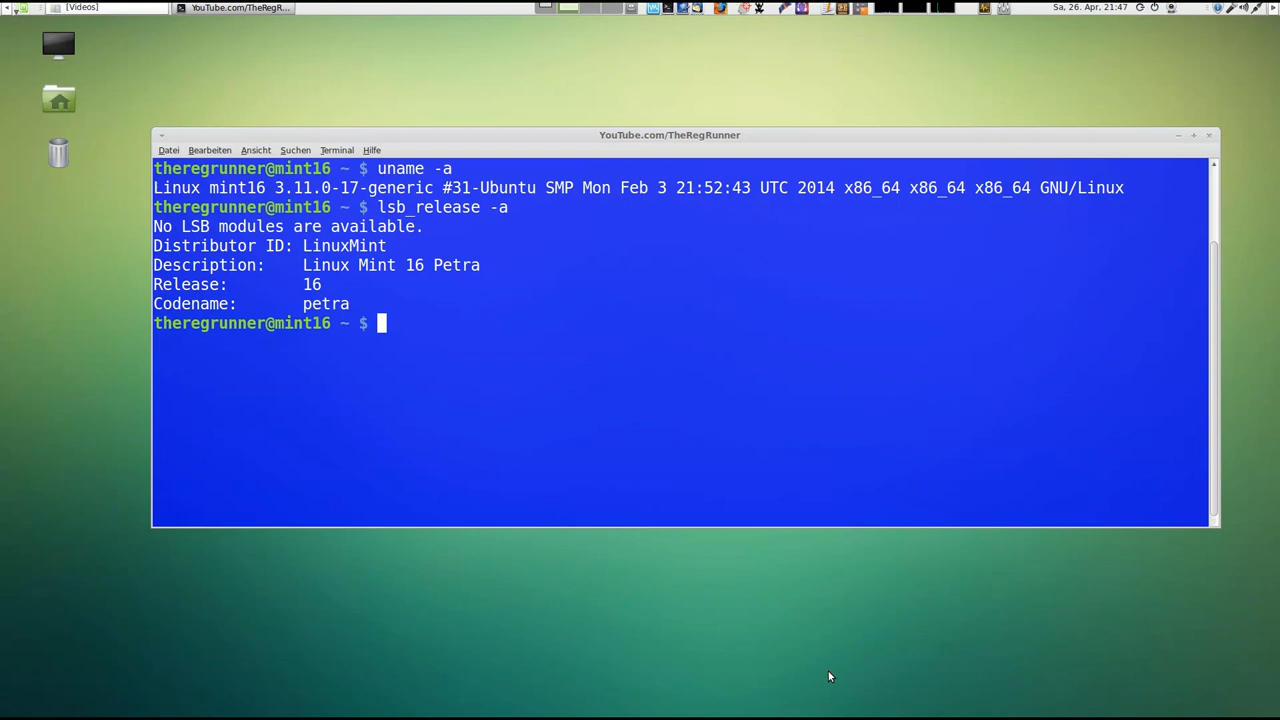 [Videos]
YouTube.com/TheRegR...
Sa, 26. Apr, 21:47
YouTube.com/TheRegRunner
Datei Bearbeiten Ansicht Suchen Terminal Hilfe
theregrunner@mint16 ~ $ uname -a
Linux mint16 3.11.0-17-generic #31-Ubuntu SMP Mon Feb 3 21:52:43 UTC 2014 x86_64 x86_64 x86_64 GNU/Linux
theregrunner@mint16 ~ $ lsb_release -a
No LSB modules are available.
Distributor ID: LinuxMint
Description:    Linux Mint 16 Petra
Release:        16
Codename:       petra
theregrunner@mint16 ~ $